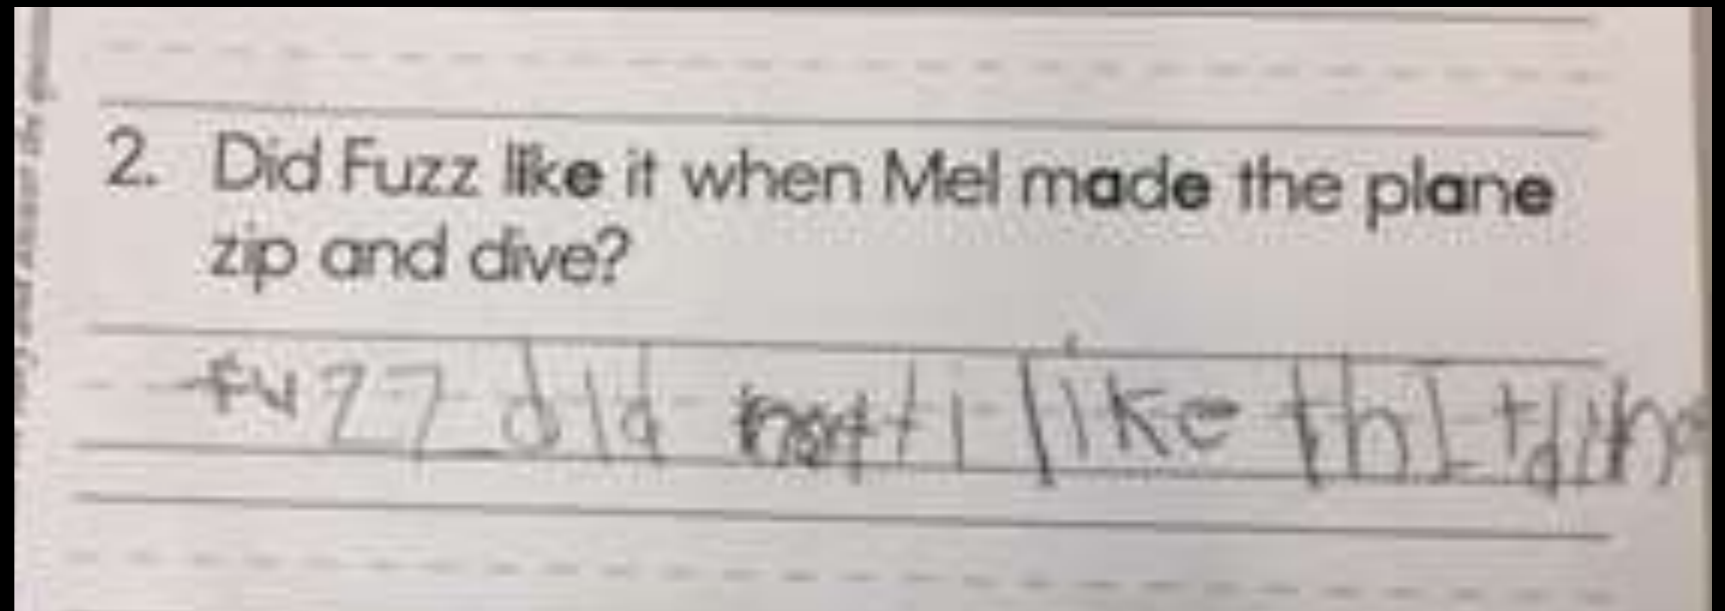 2. Did Fuzz like it when Mel made the plane
zip and dive?
Fuzz did not like